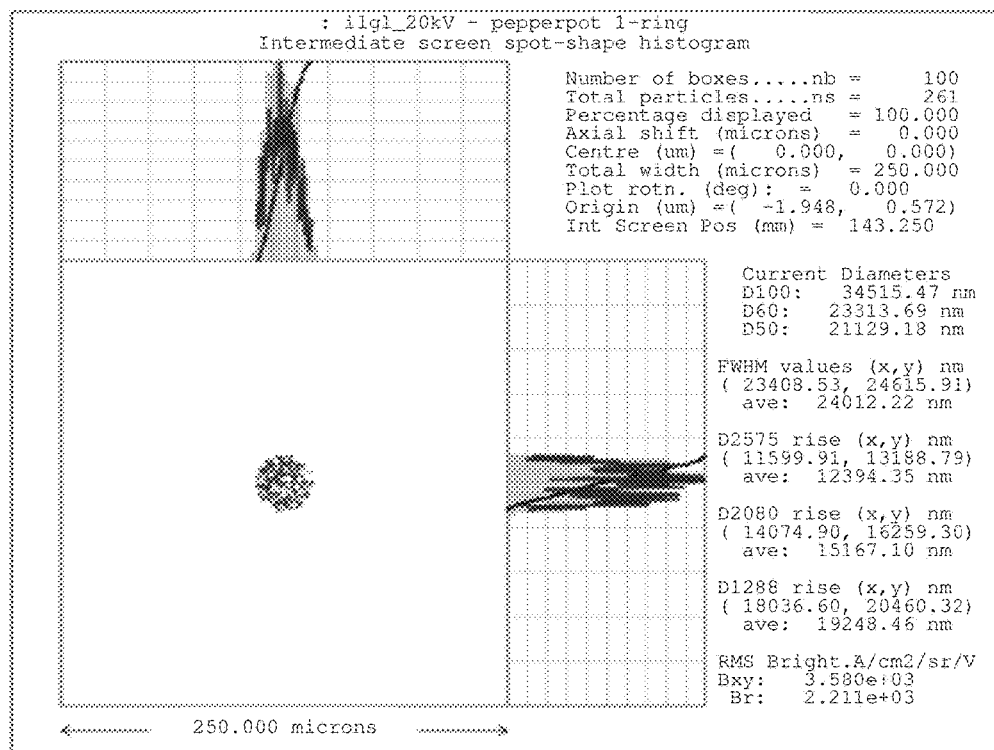 : i1g1_20kV - pepperpot 1-ring
Intermediate screen spot-shape histogram
Number of boxes.....nb = 100
Total particles.....ns = 261
Percentage displayed = 100.000
Axial shift (microns) = 0.000
Centre (um) =( 0.000, 0.000)
Total width (microns) = 250.000
Plot rotn. (deg): = 0.000
Origin (um) =( -1.948, 0.572)
Int Screen Pos (mm) = 143.250
Current Diameters
D100: 34515.47 nm
D60: 23313.69 nm
D50: 21129.18 nm
FWHM values (x,y) nm
( 23408.53, 24615.91)
ave: 24012.22 nm
D2575 rise (x,y) nm
( 11599.91, 13188.79)
ave: 12394.35 nm
D2080 rise (x,y) nm
( 14074.90, 16259.30)
ave: 15167.10 nm
D1288 rise (x,y) nm
( 18036.60, 20460.32)
ave: 19248.46 nm
RMS Bright.A/cm2/sr/V
Bxy: 3.580e+03
Br: 2.211e+03
250.000 microns